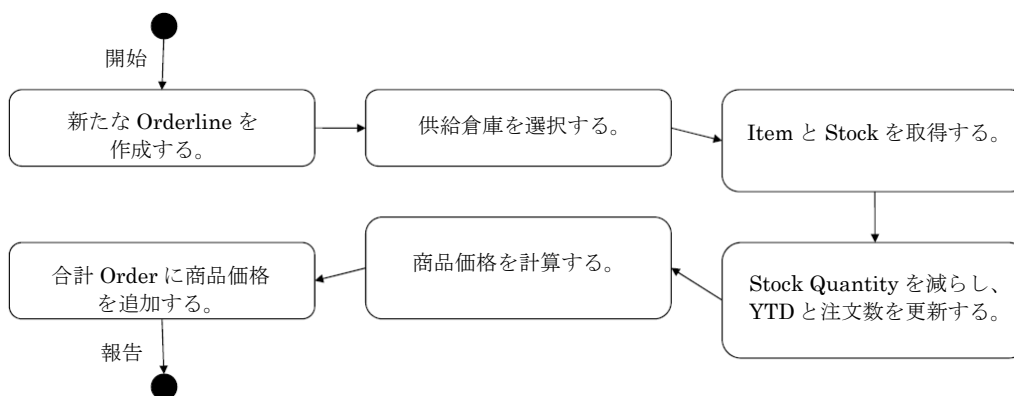 開始
新たな Orderline を
作成する。
供給倉庫を選択する。
Item と Stock を取得する。
Stock Quantity を減らし、
YTD と注文数を更新する。
商品価格を計算する。
合計 Order に商品価格
を追加する。
報告